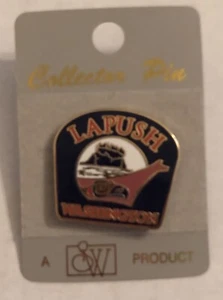 Collector Pin
LAPUSH
WASHINGTON
A
PRODUCT